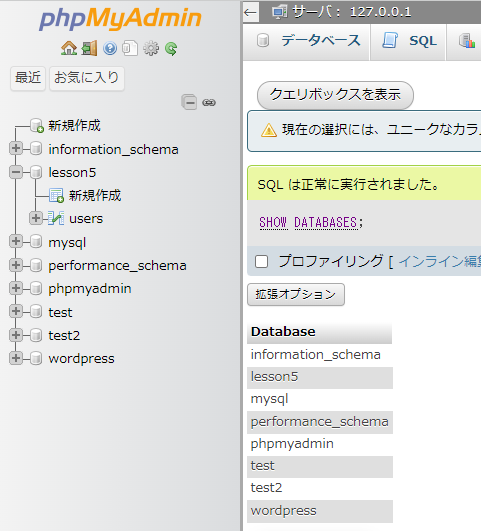 phpMyAdmin
最近 お気に入り
新規作成
information_schema
lesson5
新規作成
users
mysql
performance_schema
phpmyadmin
test
test2
wordpress
サーバ： 127.0.0.1
データベース SQL
クエリボックスを表示
現在の選択には、ユニークなカラ
SQL は正常に実行されました。
SHOW DATABASES;
プロファイリング [ インライン編集
拡張オプション
Database
information_schema
lesson5
mysql
performance_schema
phpmyadmin
test
test2
wordpress